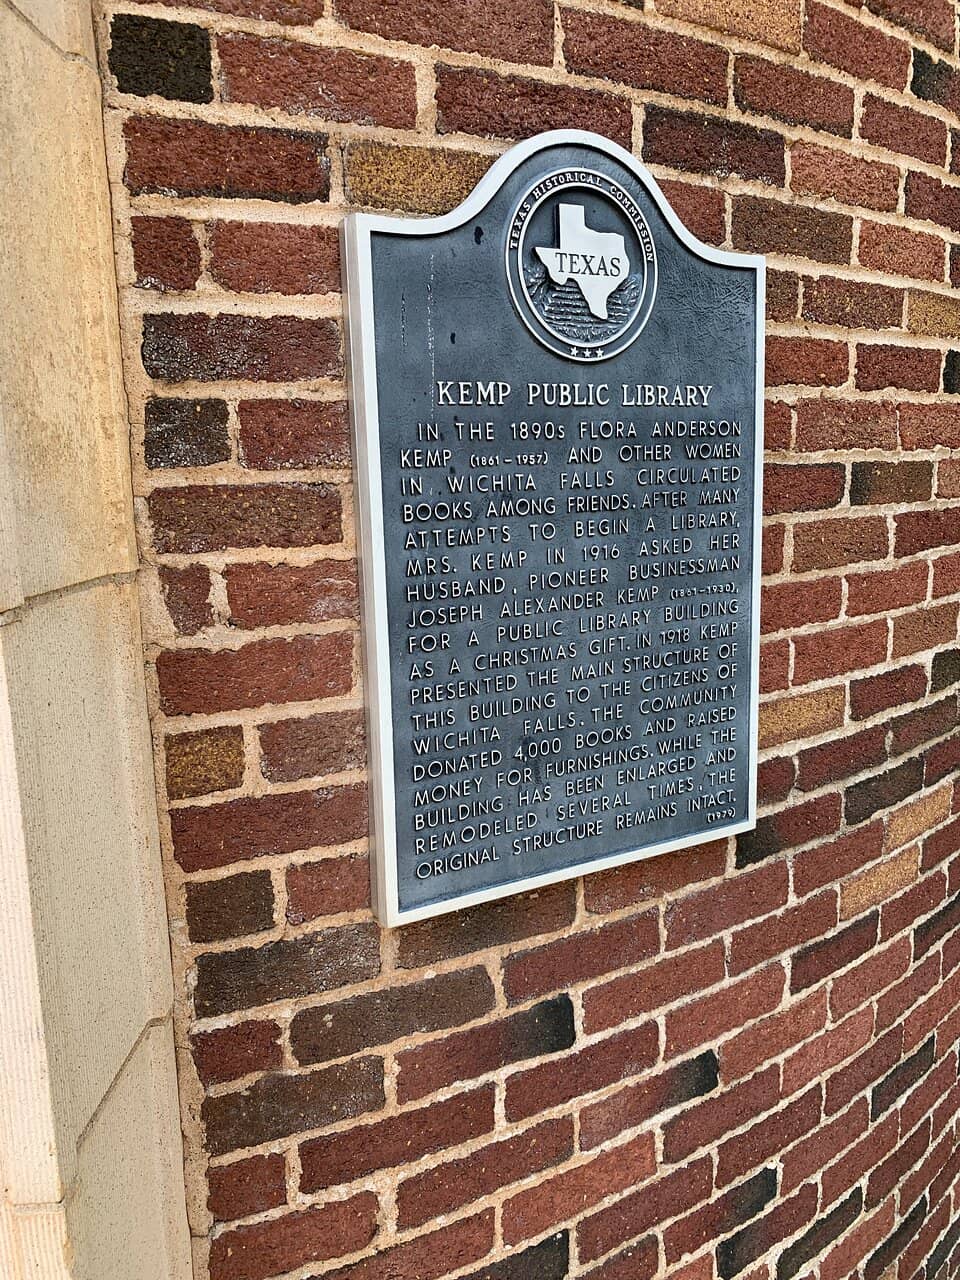 TEXAS HISTORICAL COMMISSION
TEXAS
KEMP PUBLIC LIBRARY
IN THE 1890s FLORA ANDERSON
KEMP (1861-1957) AND OTHER WOMEN
IN WICHITA FALLS CIRCULATED
BOOKS AMONG FRIENDS. AFTER MANY
ATTEMPTS TO BEGIN A LIBRARY,
MRS. KEMP IN 1916 ASKED HER
HUSBAND, PIONEER BUSINESSMAN
JOSEPH ALEXANDER KEMP (1861-1930),
FOR A PUBLIC LIBRARY BUILDING
AS A CHRISTMAS GIFT. IN 1918 KEMP
PRESENTED THE MAIN STRUCTURE OF
THIS BUILDING TO THE CITIZENS OF
WICHITA FALLS. THE COMMUNITY
DONATED 4,000 BOOKS AND RAISED
MONEY FOR FURNISHINGS. WHILE THE
BUILDING HAS BEEN ENLARGED AND
REMODELED SEVERAL TIMES, THE
ORIGINAL STRUCTURE REMAINS INTACT.
(1979)